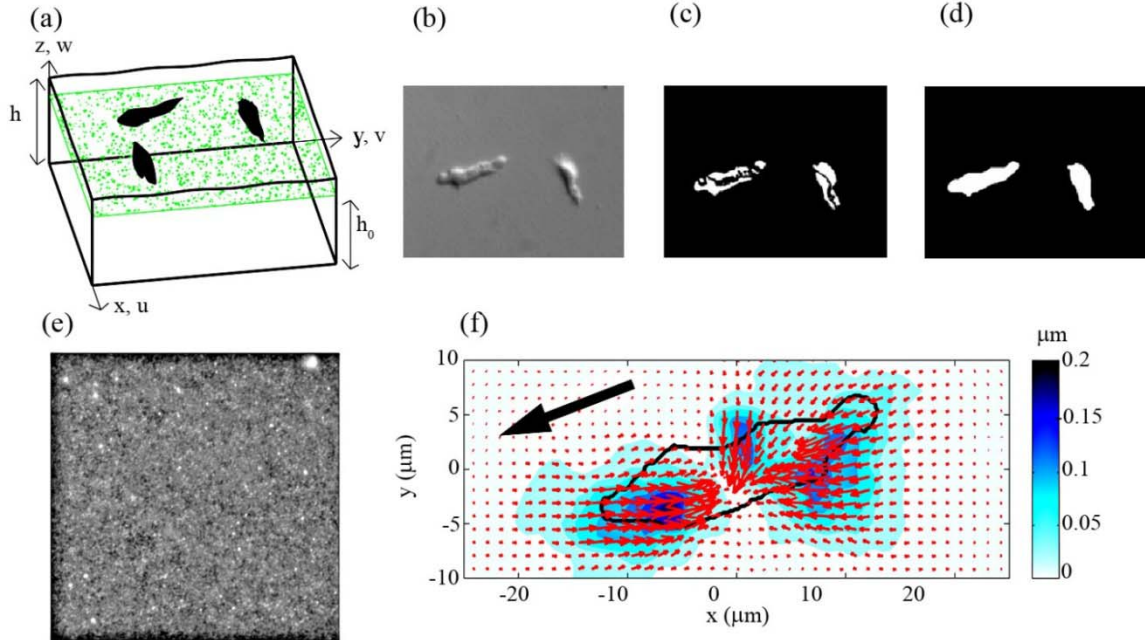 (a)
z, w
h
y, v
h0
x, u
(b)
(c)
(d)
(e)
(f)
μm
10
5
0
-5
-10
y (μm)
-20
-10
0
10
20
x (μm)
0.2
0.15
0.1
0.05
0